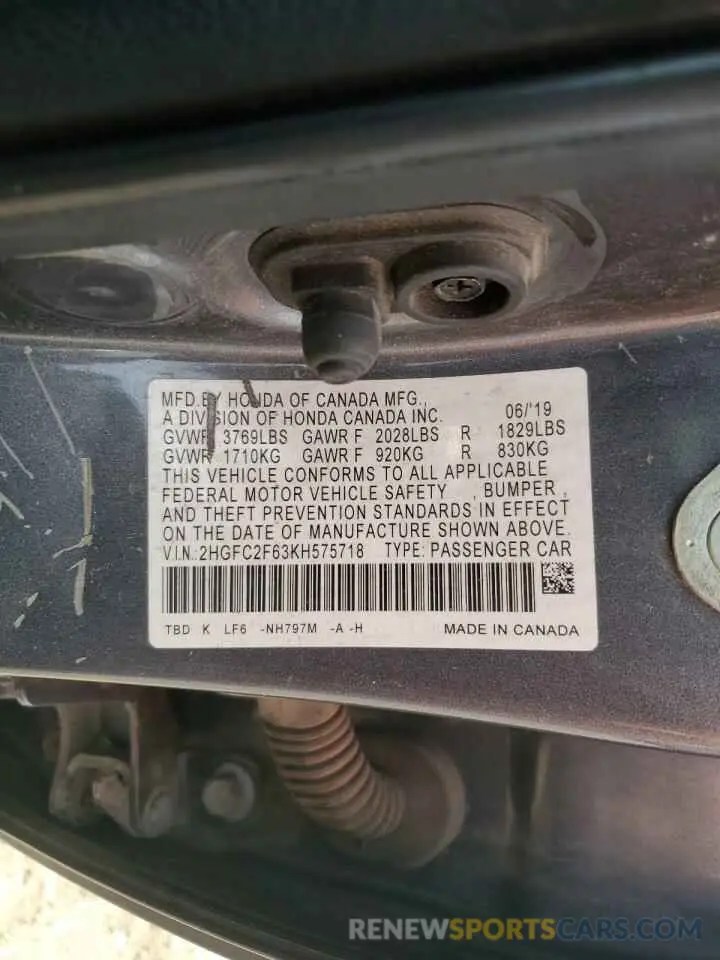 MFD.BY HONDA OF CANADA MFG.,
A DIVISION OF HONDA CANADA INC. 06/'19
GVWR 3769LBS GAWR F 2028LBS R 1829LBS
GVWR 1710KG GAWR F 920KG R 830KG
THIS VEHICLE CONFORMS TO ALL APPLICABLE
FEDERAL MOTOR VEHICLE SAFETY , BUMPER ,
AND THEFT PREVENTION STANDARDS IN EFFECT
ON THE DATE OF MANUFACTURE SHOWN ABOVE.
V.I.N.:2HGFC2F63KH575718 TYPE: PASSENGER CAR
TBD K LF6 -NH797M -A -H MADE IN CANADA
RENEWSPORTSCARS.COM